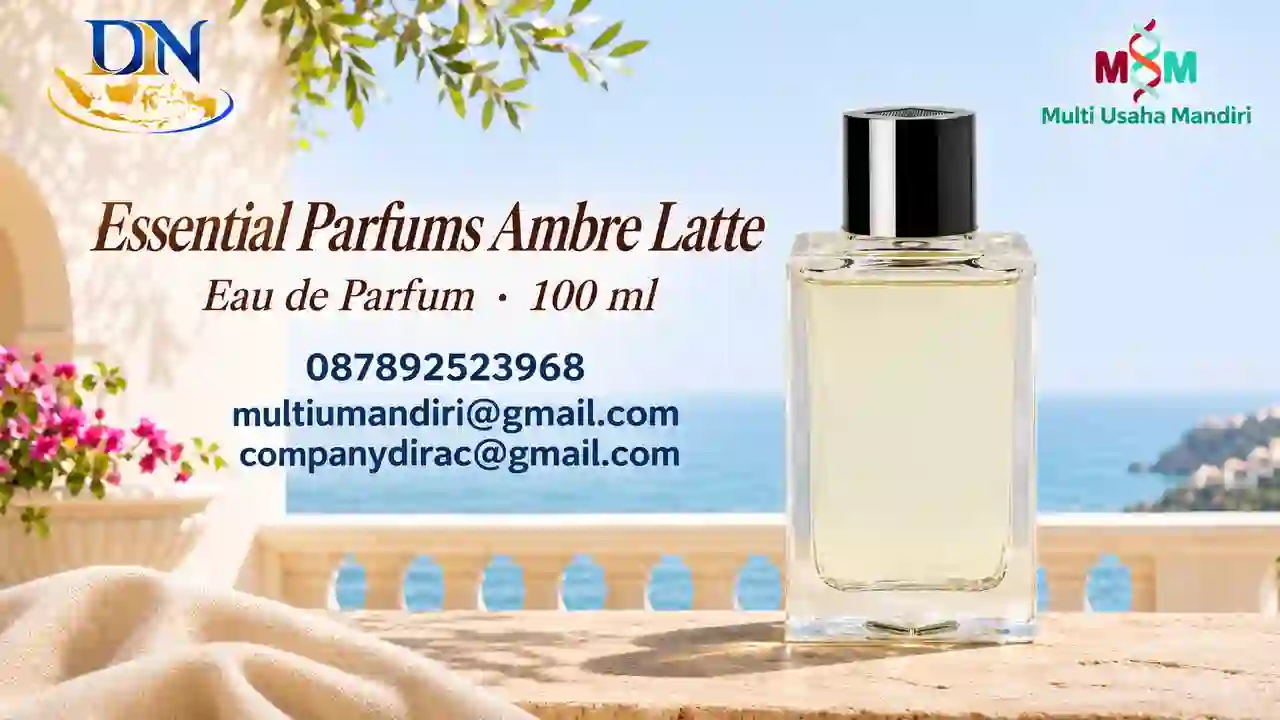 DN
MSM
Multi Usaha Mandiri
Essential Parfums Ambre Latte
Eau de Parfum • 100 ml
087892523968
multiumandiri@gmail.com
companydirac@gmail.com